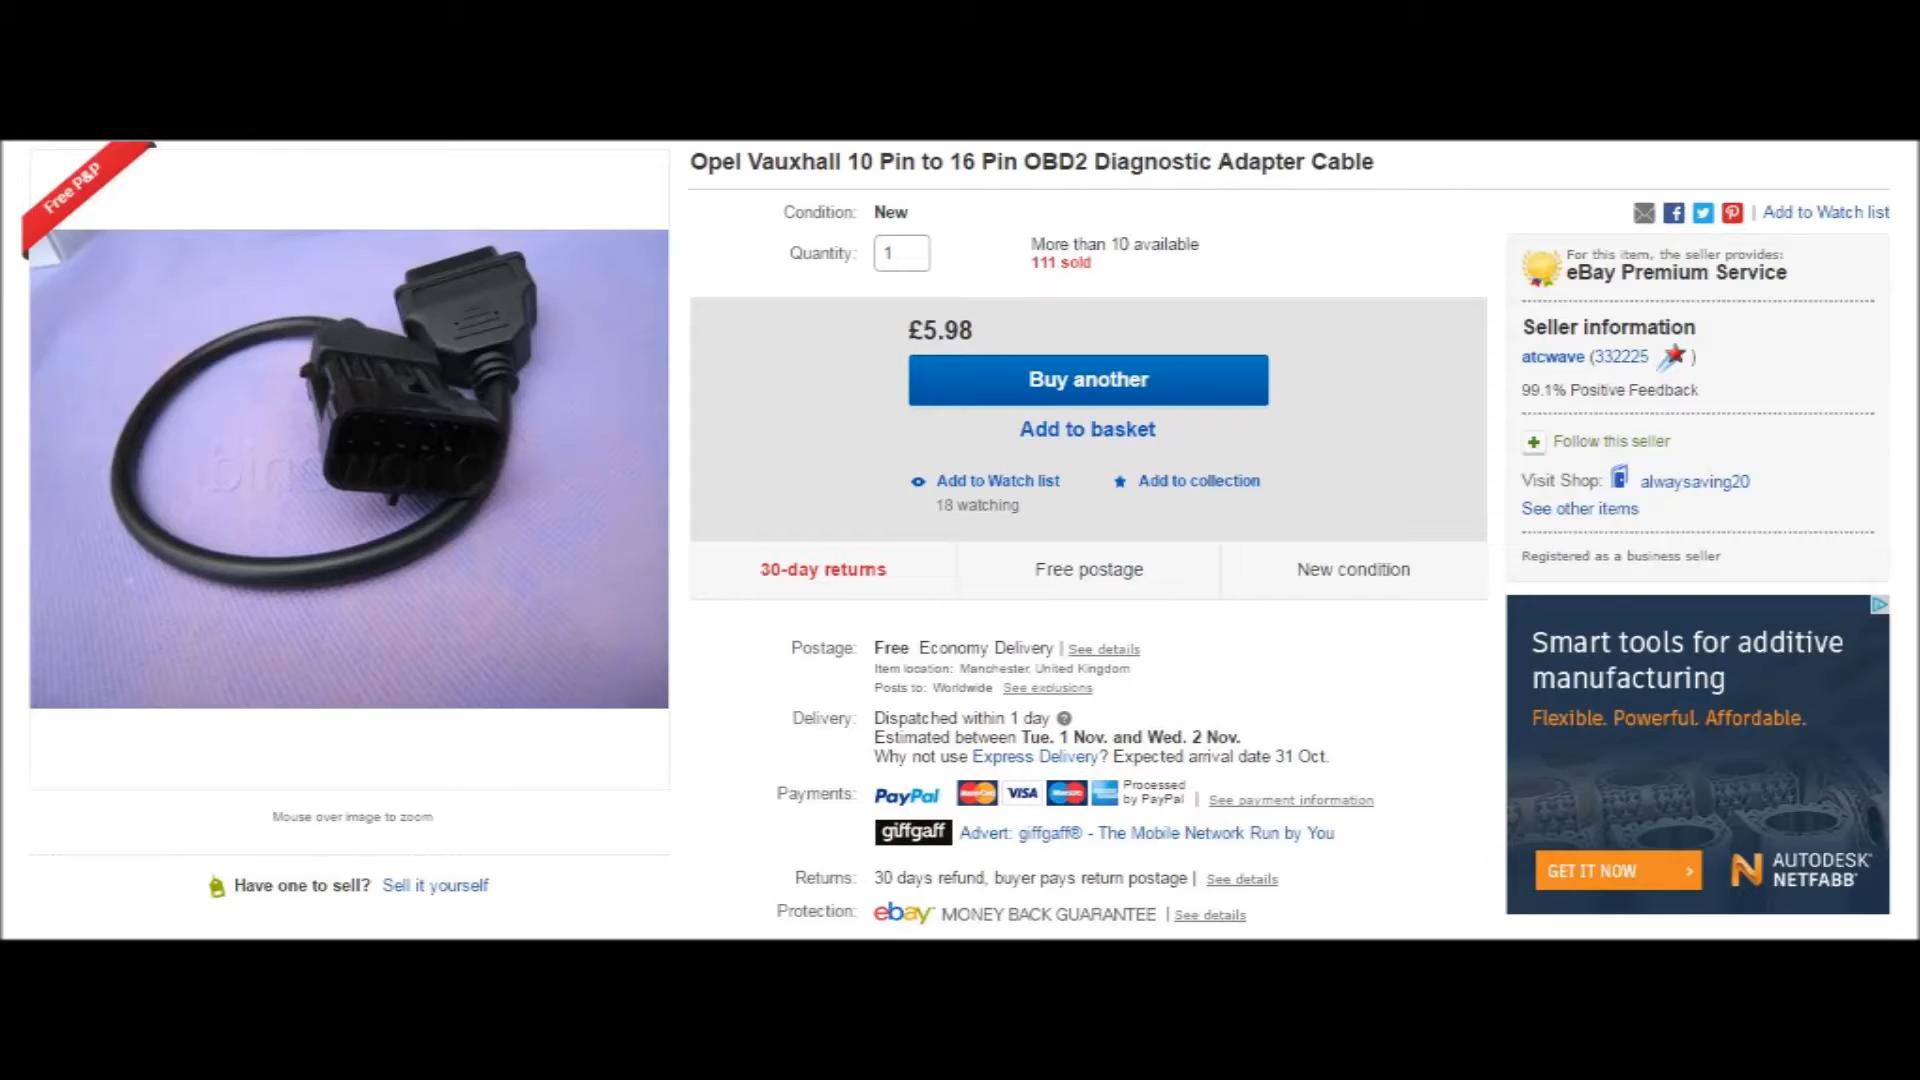 Free P&P
Opel Vauxhall 10 Pin to 16 Pin OBD2 Diagnostic Adapter Cable
Condition: New
Quantity: 1
More than 10 available
111 sold
£5.98
Buy another
Add to basket
Add to Watch list
Add to collection
18 watching
30-day returns
Free postage
New condition
Postage: Free Economy Delivery | See details
Item location: Manchester, United Kingdom
Posts to: Worldwide See exclusions
Delivery: Dispatched within 1 day
Estimated between Tue. 1 Nov. and Wed. 2 Nov.
Why not use Express Delivery? Expected arrival date 31 Oct.
Payments: PayPal MasterCard VISA Maestro Processed by PayPal | See payment information
giffgaff Advert: giffgaff® - The Mobile Network Run by You
Returns: 30 days refund, buyer pays return postage | See details
Protection: ebay MONEY BACK GUARANTEE | See details
Mouse over image to zoom
Have one to sell? Sell it yourself
| Add to Watch list
For this item, the seller provides:
eBay Premium Service
Seller information
atcwave (332225 )
99.1% Positive Feedback
Follow this seller
Visit Shop: alwaysaving20
See other items
Registered as a business seller
Smart tools for additive
manufacturing
Flexible. Powerful. Affordable.
GET IT NOW >
AUTODESK
NETFABB